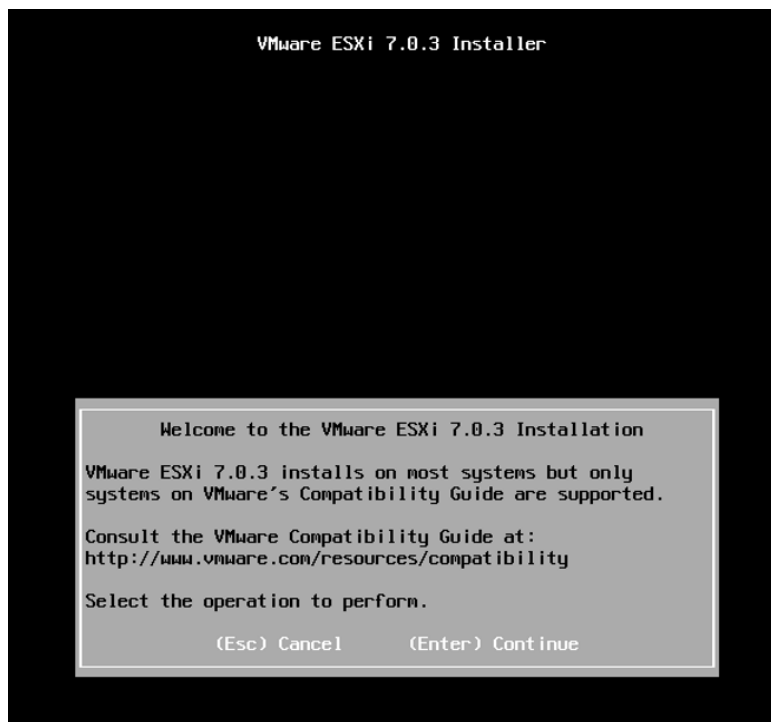 VMware ESXi 7.0.3 Installer
Welcome to the VMware ESXi 7.0.3 Installation
VMware ESXi 7.0.3 installs on most systems but only
systems on VMware's Compatibility Guide are supported.
Consult the VMware Compatibility Guide at:
http://www.vmware.com/resources/compatibility
Select the operation to perform.
(Esc) Cancel (Enter) Continue